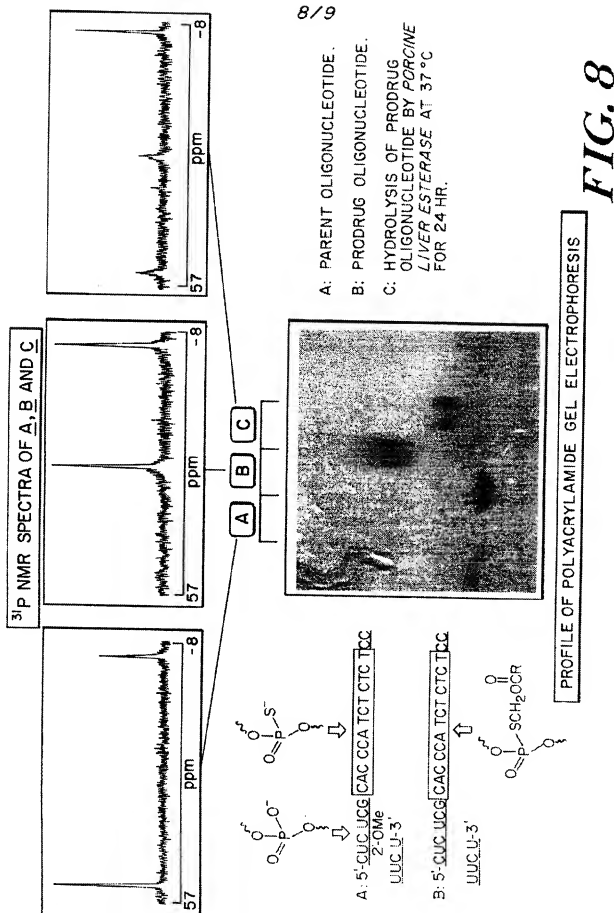 8/9
³¹P NMR SPECTRA OF A, B AND C
57 ppm -8
57 ppm -8
57 ppm -8
A
B
C
A: PARENT OLIGONUCLEOTIDE.
B: PRODRUG OLIGONUCLEOTIDE.
C: HYDROLYSIS OF PRODRUG
OLIGONUCLEOTIDE BY PORCINE
LIVER ESTERASE AT 37°C
FOR 24 HR.
O
O=P-O⁻
O
O
O=P-S⁻
O
A: 5'-CUC UCG CAC CCA TCT CTC TCC
2-OMe
UUC U-3'
B: 5'-CUC UCG CAC CCA TCT CTC TCC
UUC U-3'
O
O=P-SCH₂OCR
O
O
PROFILE OF POLYACRYLAMIDE GEL ELECTROPHORESIS
FIG. 8